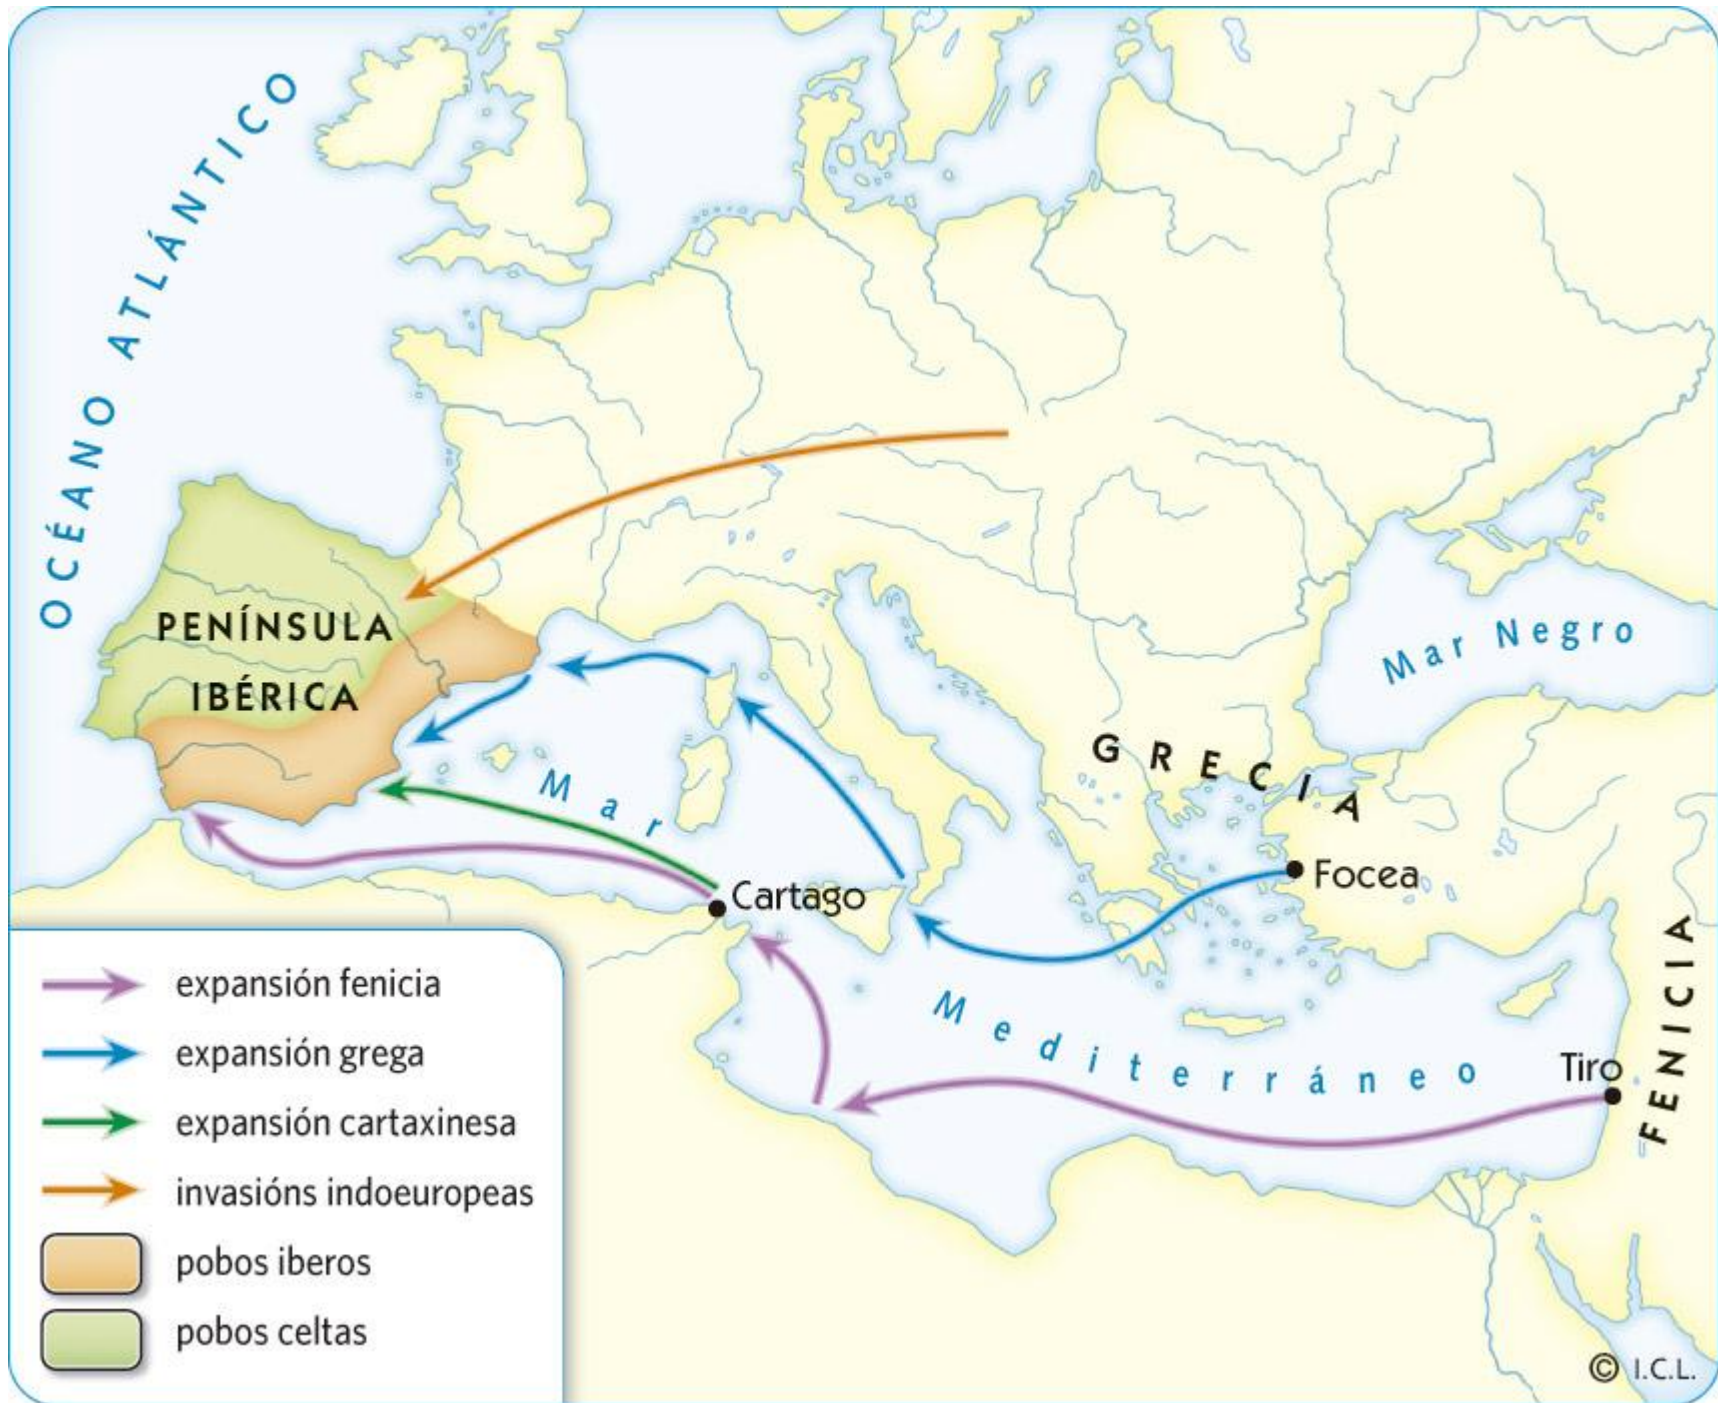 OCÉANO ATLÁNTICO
PENÍNSULA
IBÉRICA
Mar Negro
GRECIA
Mar
Focea
Cartago
FENICIA
Mediterráneo
Tiro
expansión fenicia
expansión grega
expansión cartaxinesa
invasións indoeuropeas
pobos iberos
pobos celtas
© I.C.L.